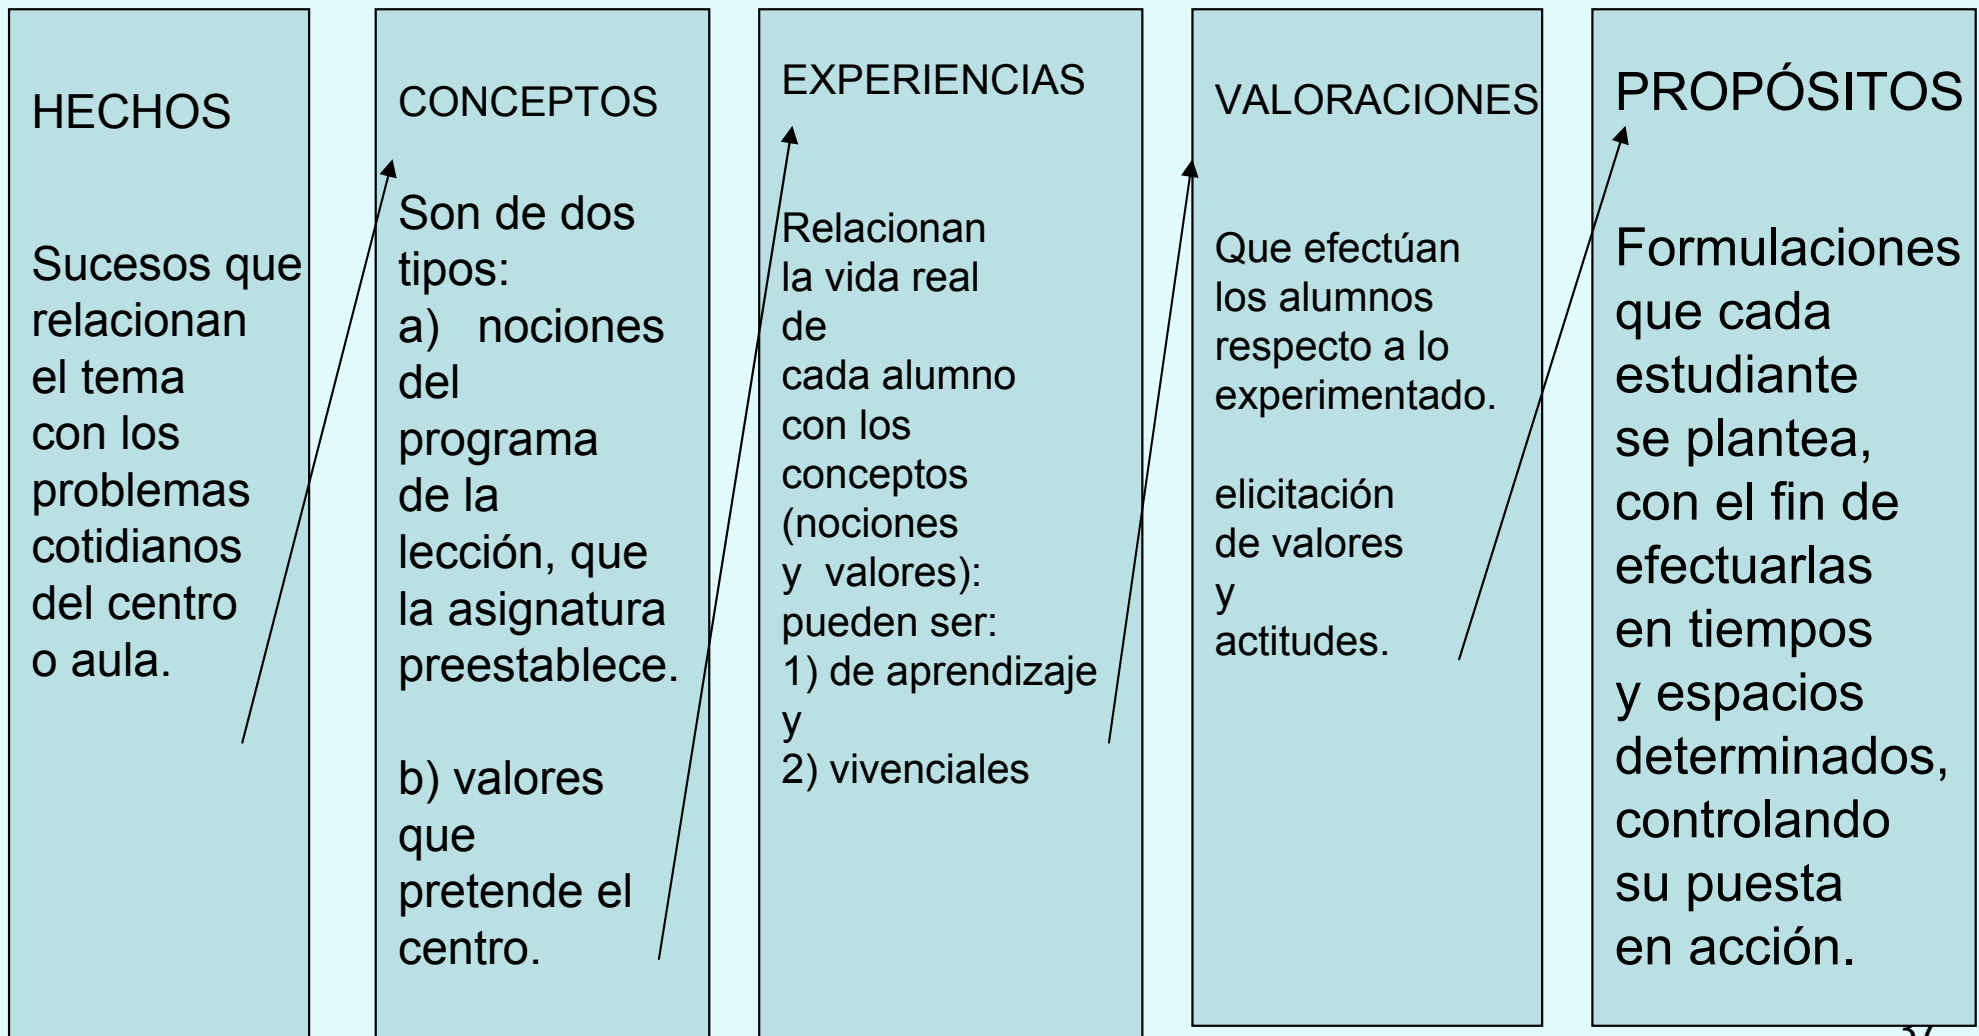 HECHOS
Sucesos que
relacionan
el tema
con los
problemas
cotidianos
del centro
o aula.
CONCEPTOS
Son de dos
tipos:
a) nociones
del
programa
de la
lección, que
la asignatura
preestablece.
b) valores
que
pretende el
centro.
EXPERIENCIAS
Relacionan
la vida real
de
cada alumno
con los
conceptos
(nociones
y valores):
pueden ser:
1) de aprendizaje
y
2) vivenciales
VALORACIONES
Que efectúan
los alumnos
respecto a lo
experimentado.
elicitación
de valores
y
actitudes.
PROPÓSITOS
Formulaciones
que cada
estudiante
se plantea,
con el fin de
efectuarlas
en tiempos
y espacios
determinados,
controlando
su puesta
en acción.